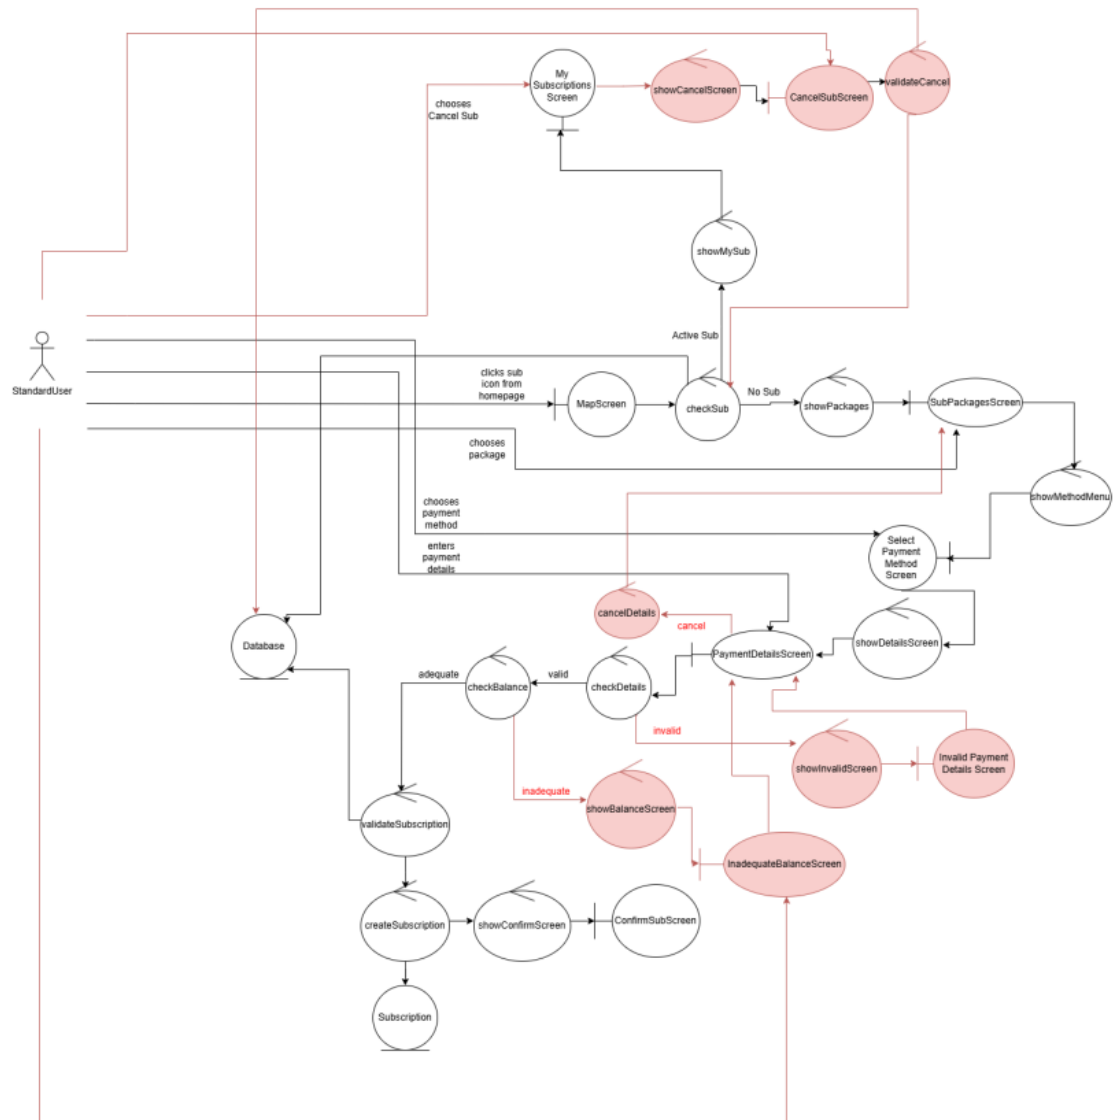 My
Subscriptions
Screen
showCancelScreen
CancelSubScreen
validateCancel
chooses
Cancel Sub
showMySub
Active Sub
StandardUser
clicks sub
icon from
homepage
MapScreen
checkSub
No Sub
showPackages
SubPackagesScreen
chooses
package
showMethodMenu
chooses
payment
method
Select
Payment
Method
Screen
enters
payment
details
cancelDetails
cancel
Database
PaymentDetailsScreen
showDetailsScreen
adequate
checkBalance
valid
checkDetails
invalid
showInvalidScreen
Invalid Payment
Details Screen
inadequate
showBalanceScreen
validateSubscription
InadequateBalanceScreen
createSubscription
showConfirmScreen
ConfirmSubScreen
Subscription